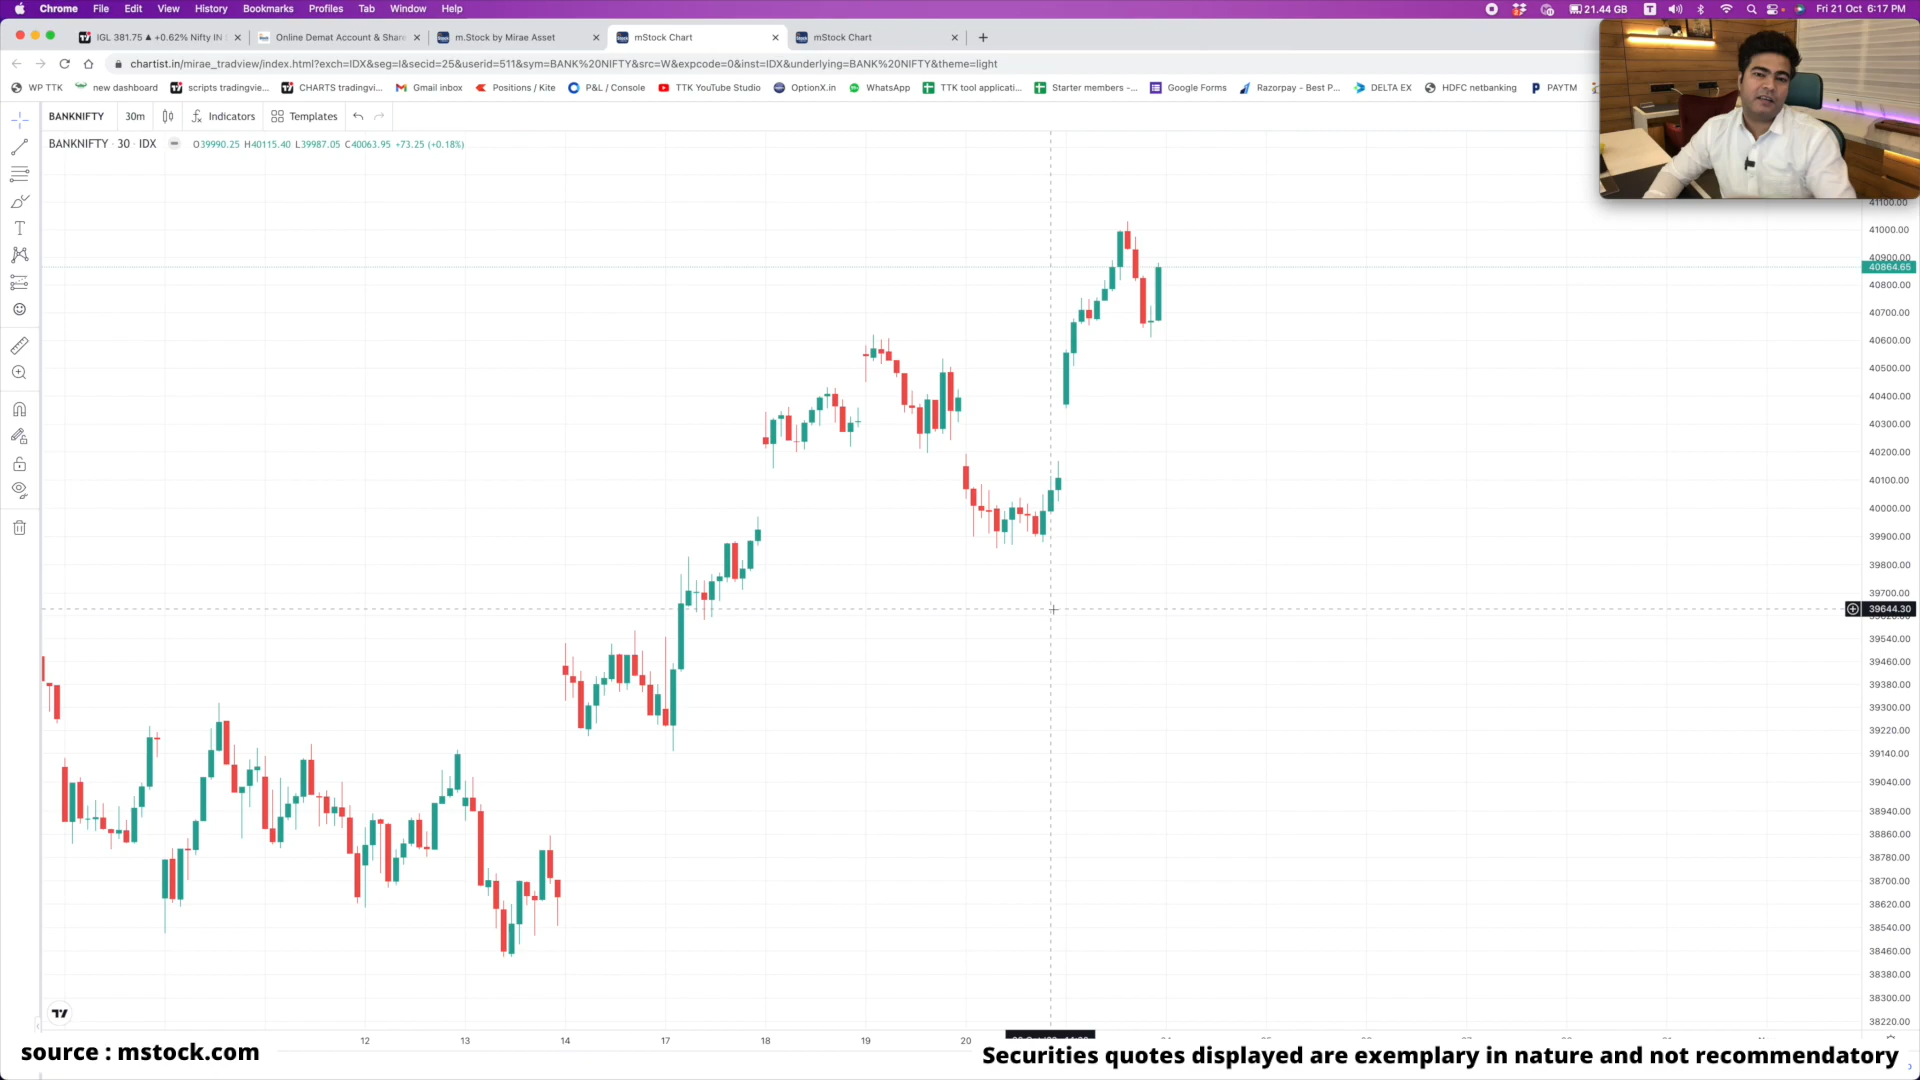 Chrome File Edit View History Bookmarks Profiles Tab Window Help 21.44 GB T Fri 21 Oct 6:17 PM
IGL 381.75 ▲ +0.62% Nifty IN
Online Demat Account & Share
m.Stock by Mirae Asset
mStock Chart
mStock Chart
chartist.in/mirae_tradview/index.html?exch=IDX&seg=I&secid=25&userid=511&sym=BANK%20NIFTY&src=W&expcode=0&inst=IDX&underlying=BANK%20NIFTY&theme=light
WP TTK new dashboard scripts tradingvie... CHARTS tradingvi... Gmail inbox Positions / Kite P&L / Console TTK YouTube Studio OptionX.in WhatsApp TTK tool applicati... Starter members -... Google Forms Razorpay - Best P... DELTA EX HDFC netbanking PAYTM
BANKNIFTY 30m Indicators Templates
BANKNIFTY · 30 · IDX O39990.25 H40115.40 L39987.05 C40063.95 +73.25 (+0.18%)
41100.00
41000.00
40900.00
40864.65
40800.00
40700.00
40600.00
40500.00
40400.00
40300.00
40200.00
40100.00
40000.00
39900.00
39800.00
39700.00
39644.30
39540.00
39460.00
39380.00
39300.00
39220.00
39140.00
39040.00
38940.00
38860.00
38780.00
38700.00
38620.00
38540.00
38460.00
38380.00
38300.00
38220.00
12 13 14 17 18 19 20
source : mstock.com
Securities quotes displayed are exemplary in nature and not recommendatory